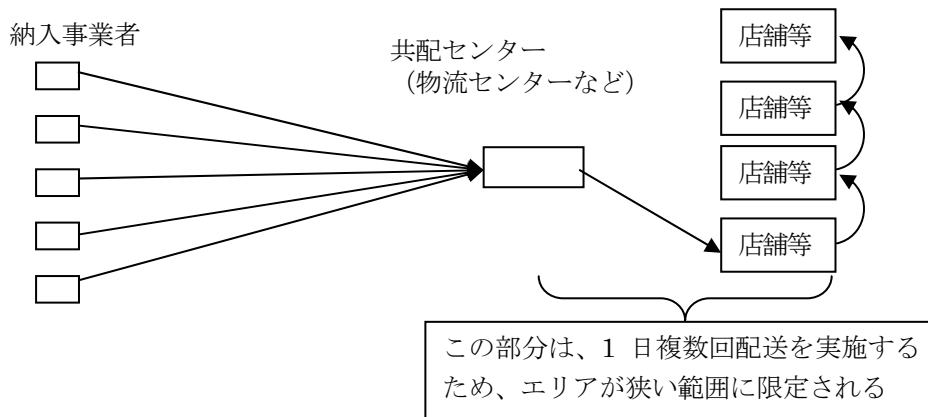 納入事業者
共配センター
（物流センターなど）
店舗等
店舗等
店舗等
店舗等
この部分は、1 日複数回配送を実施する
ため、エリアが狭い範囲に限定される